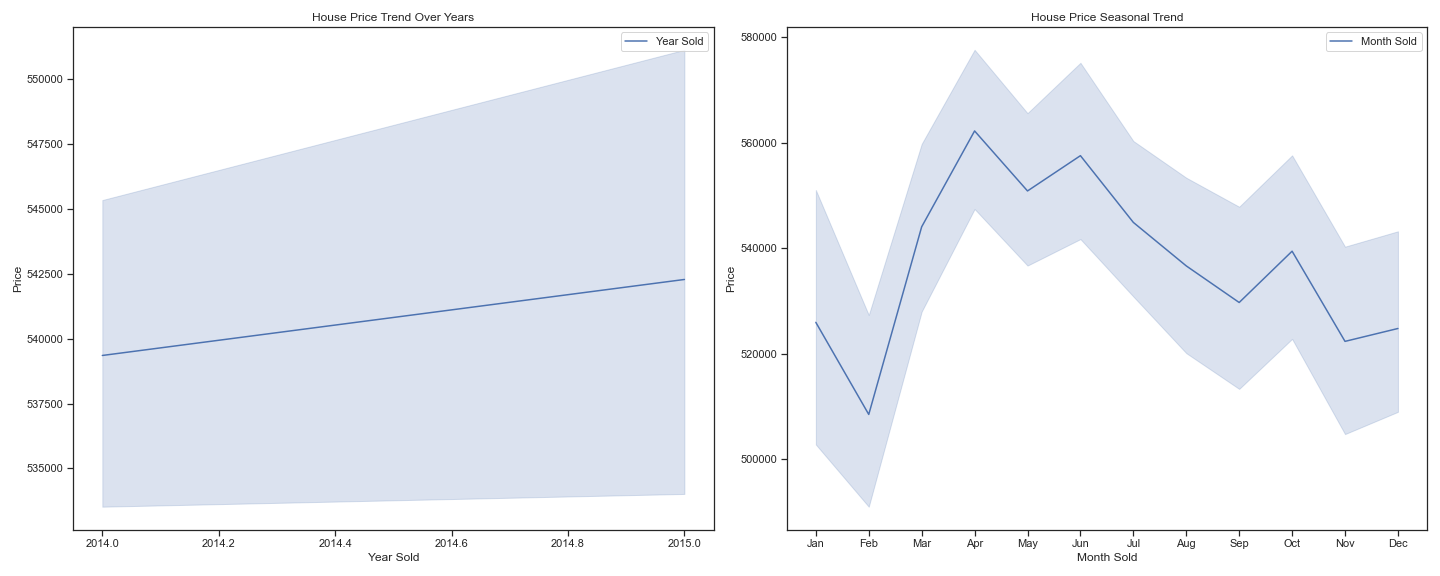 House Price Trend Over Years
Year Sold
Price
550000
547500
545000
542500
540000
537500
535000
2014.0 2014.2 2014.4 2014.6 2014.8 2015.0
Year Sold
House Price Seasonal Trend
Month Sold
Price
580000
560000
540000
520000
500000
Jan Feb Mar Apr May Jun Jul Aug Sep Oct Nov Dec
Month Sold